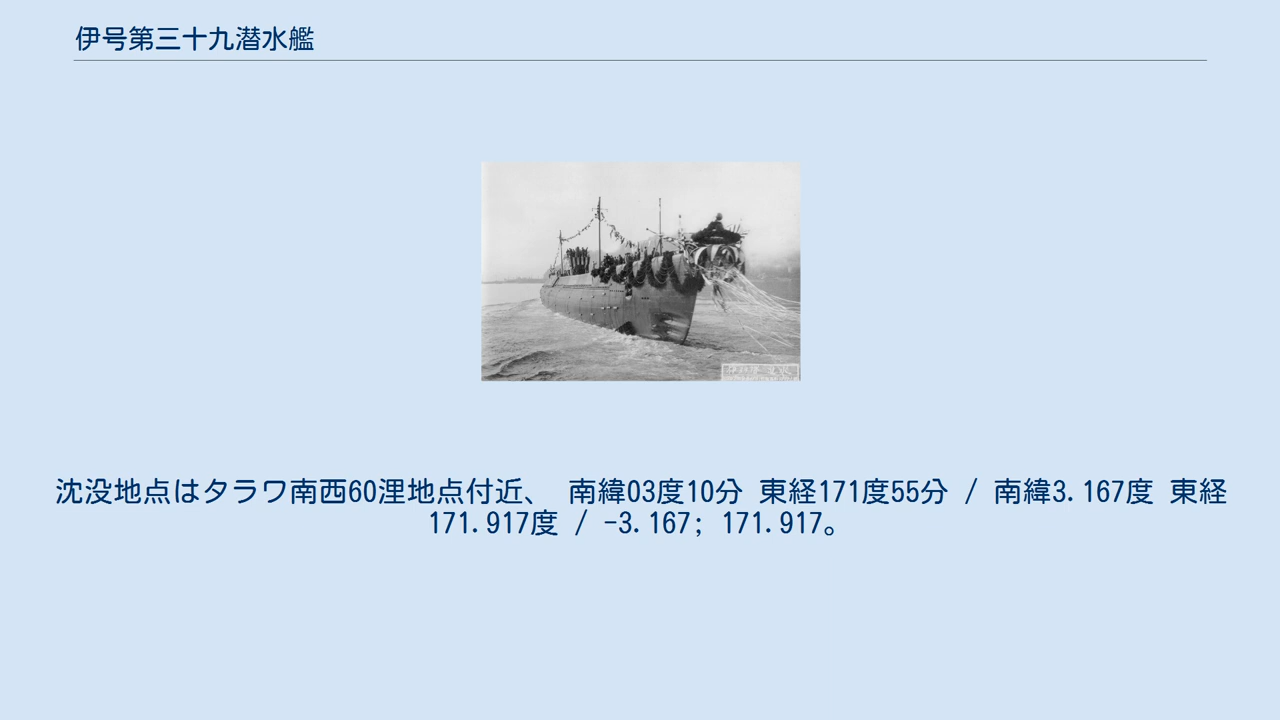 伊号第三十九潜水艦
沈没地点はタラワ南西60浬地点付近、 南緯03度10分 東経171度55分 / 南緯3.167度 東経
171.917度 / -3.167; 171.917。